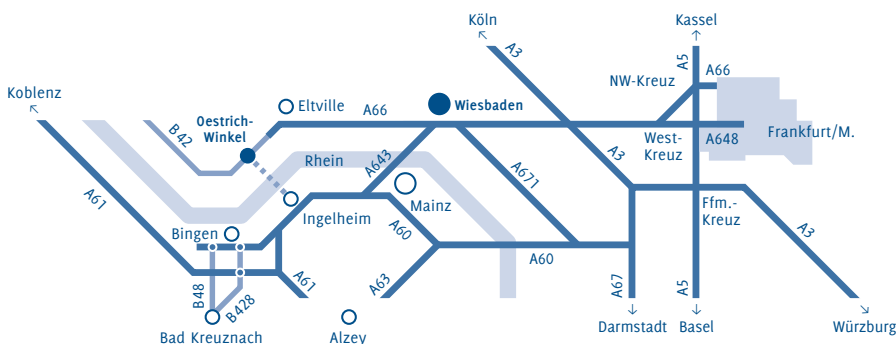 Köln
Kassel
A3
A5
A66
NW-Kreuz
Koblenz
Eltville
Wiesbaden
Oestrich-
Winkel
A66
B 42
West-
Kreuz
A648
Frankfurt/M.
Rhein
A643
A671
A3
A61
Mainz
Ingelheim
Ffm.-
Kreuz
A3
Bingen
A60
A60
B48
B428
A61
A63
A67
A5
Bad Kreuznach
Alzey
Darmstadt
Basel
Würzburg